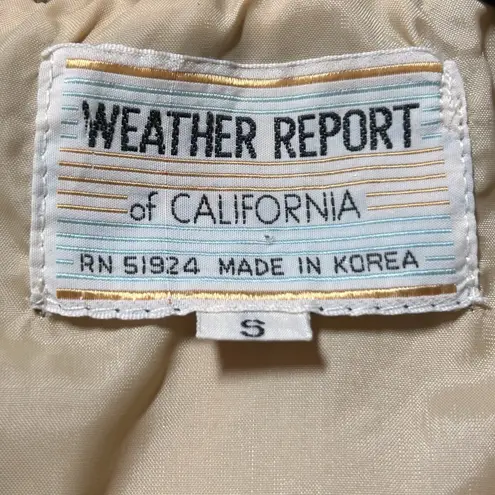 WEATHER REPORT
of CALIFORNIA
RN 51924 MADE IN KOREA
S